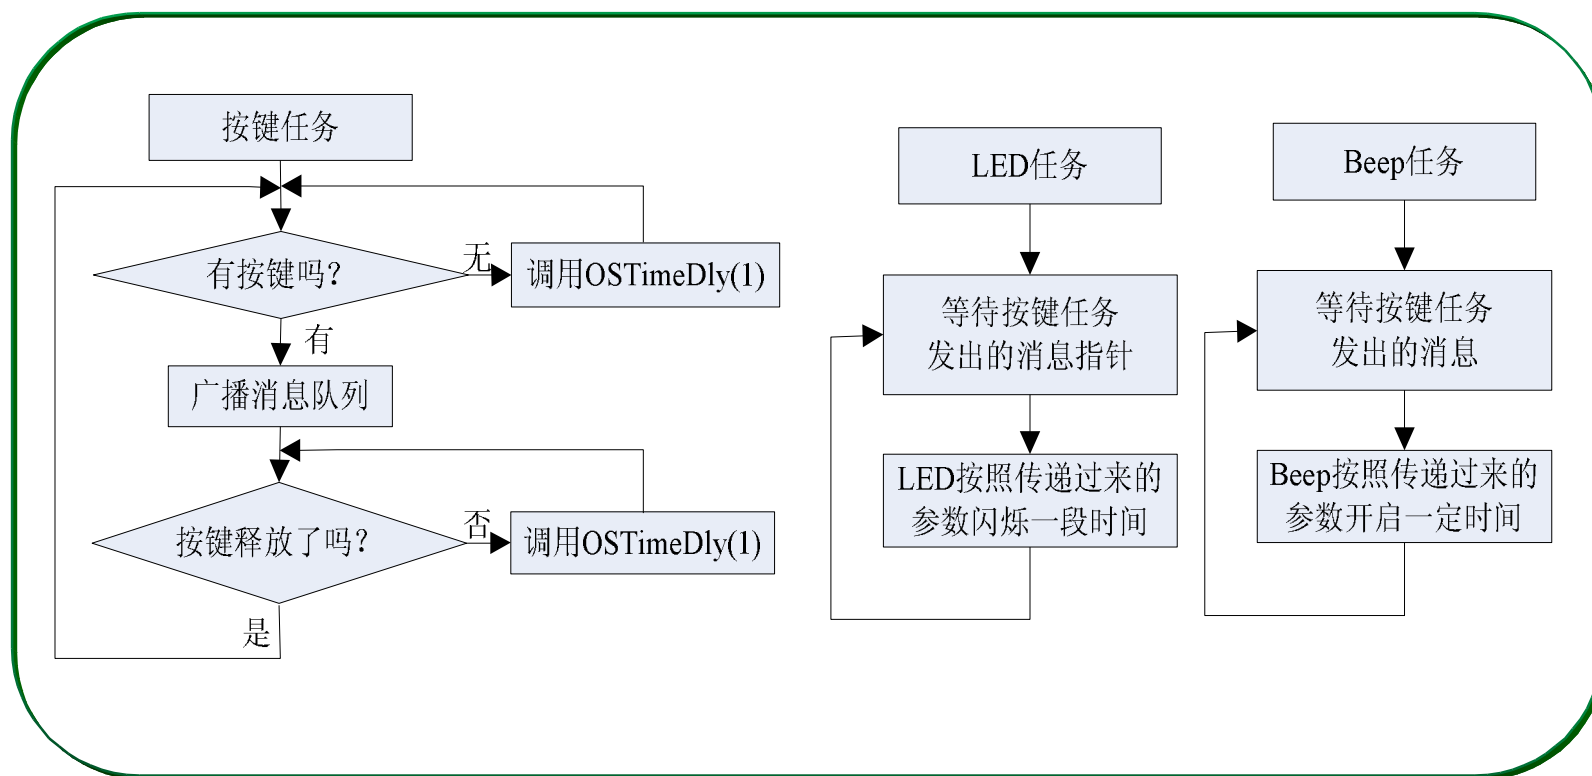 按键任务
有按键吗?
无
调用OSTimeDly(1)
有
广播消息队列
按键释放了吗?
否
调用OSTimeDly(1)
是
LED任务
等待按键任务
发出的消息指针
LED按照传递过来的
参数闪烁一段时间
Beep任务
等待按键任务
发出的消息
Beep按照传递过来的
参数开启一定时间